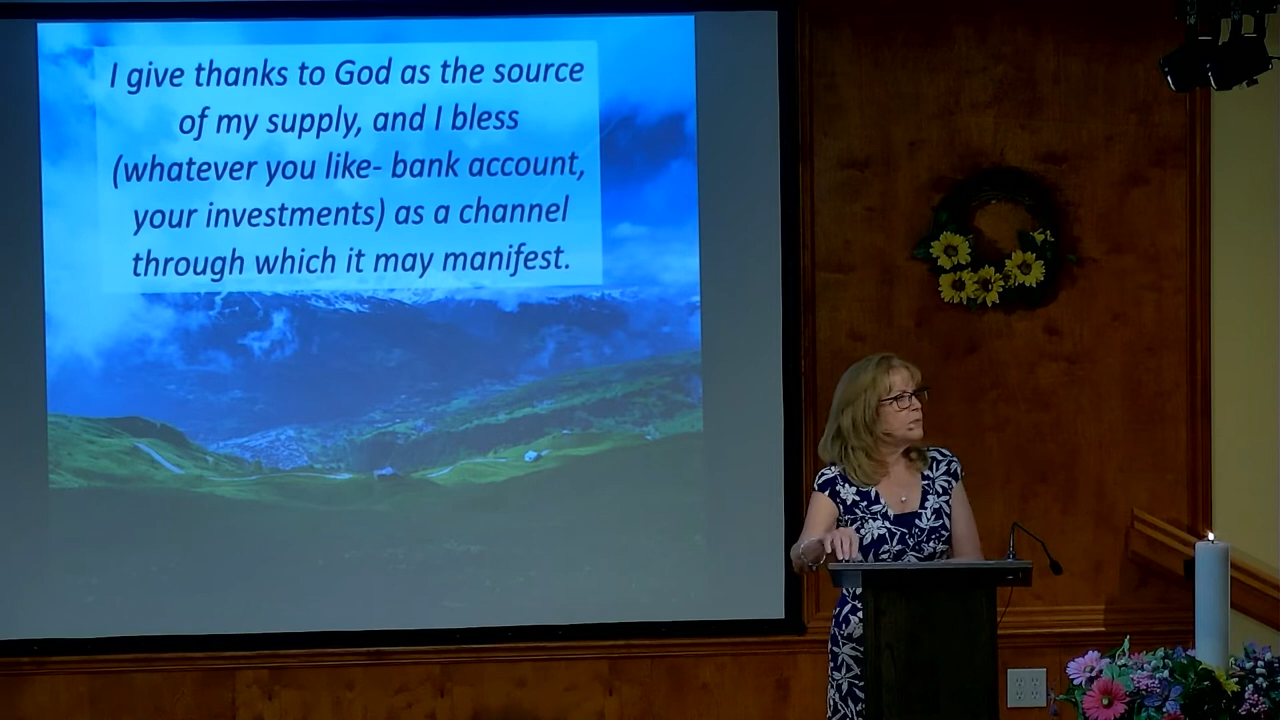 I give thanks to God as the source
of my supply, and I bless
(whatever you like- bank account,
your investments) as a channel
through which it may manifest.